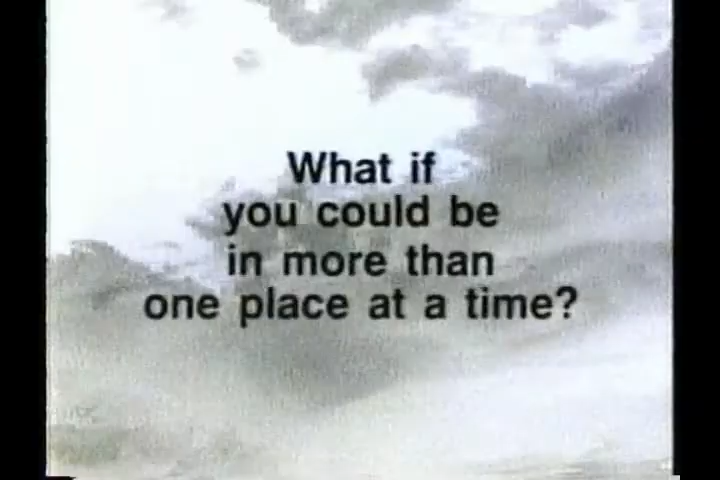 What if
you could be
in more than
one place at a time?